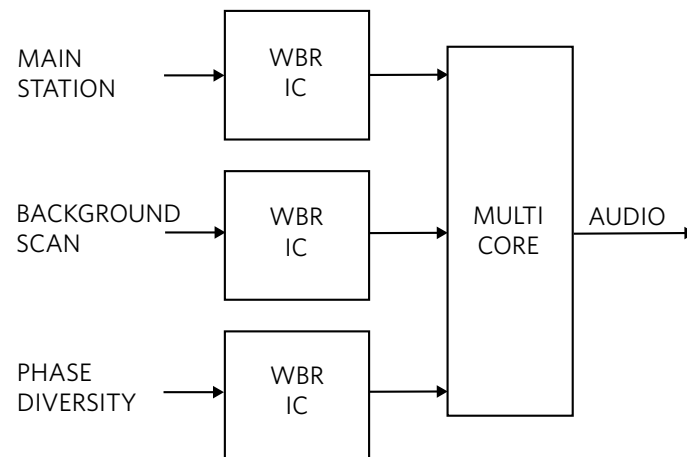 MAIN
STATION
WBR
IC
BACKGROUND
SCAN
WBR
IC
MULTI
CORE
AUDIO
PHASE
DIVERSITY
WBR
IC